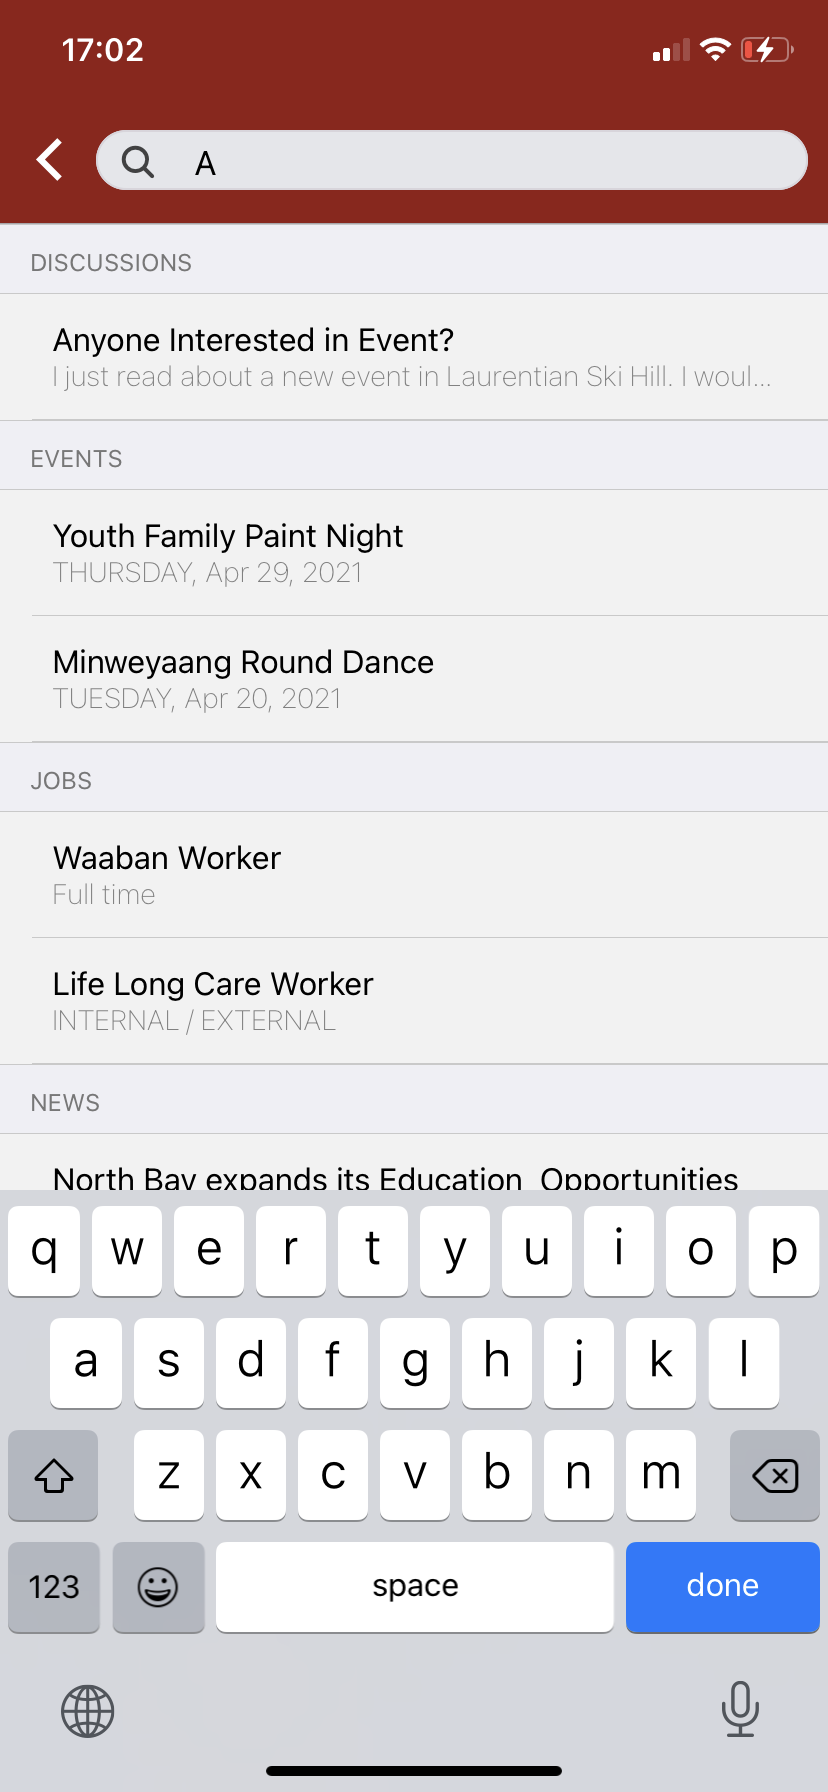 17:02
A
DISCUSSIONS
Anyone Interested in Event?
I just read about a new event in Laurentian Ski Hill. I woul...
EVENTS
Youth Family Paint Night
THURSDAY, Apr 29, 2021
Minweyaang Round Dance
TUESDAY, Apr 20, 2021
JOBS
Waaban Worker
Full time
Life Long Care Worker
INTERNAL / EXTERNAL
NEWS
North Bay expands its Education  Opportunities
q w e r t y u i o p
a s d f g h j k l
z x c v b n m
123 space done